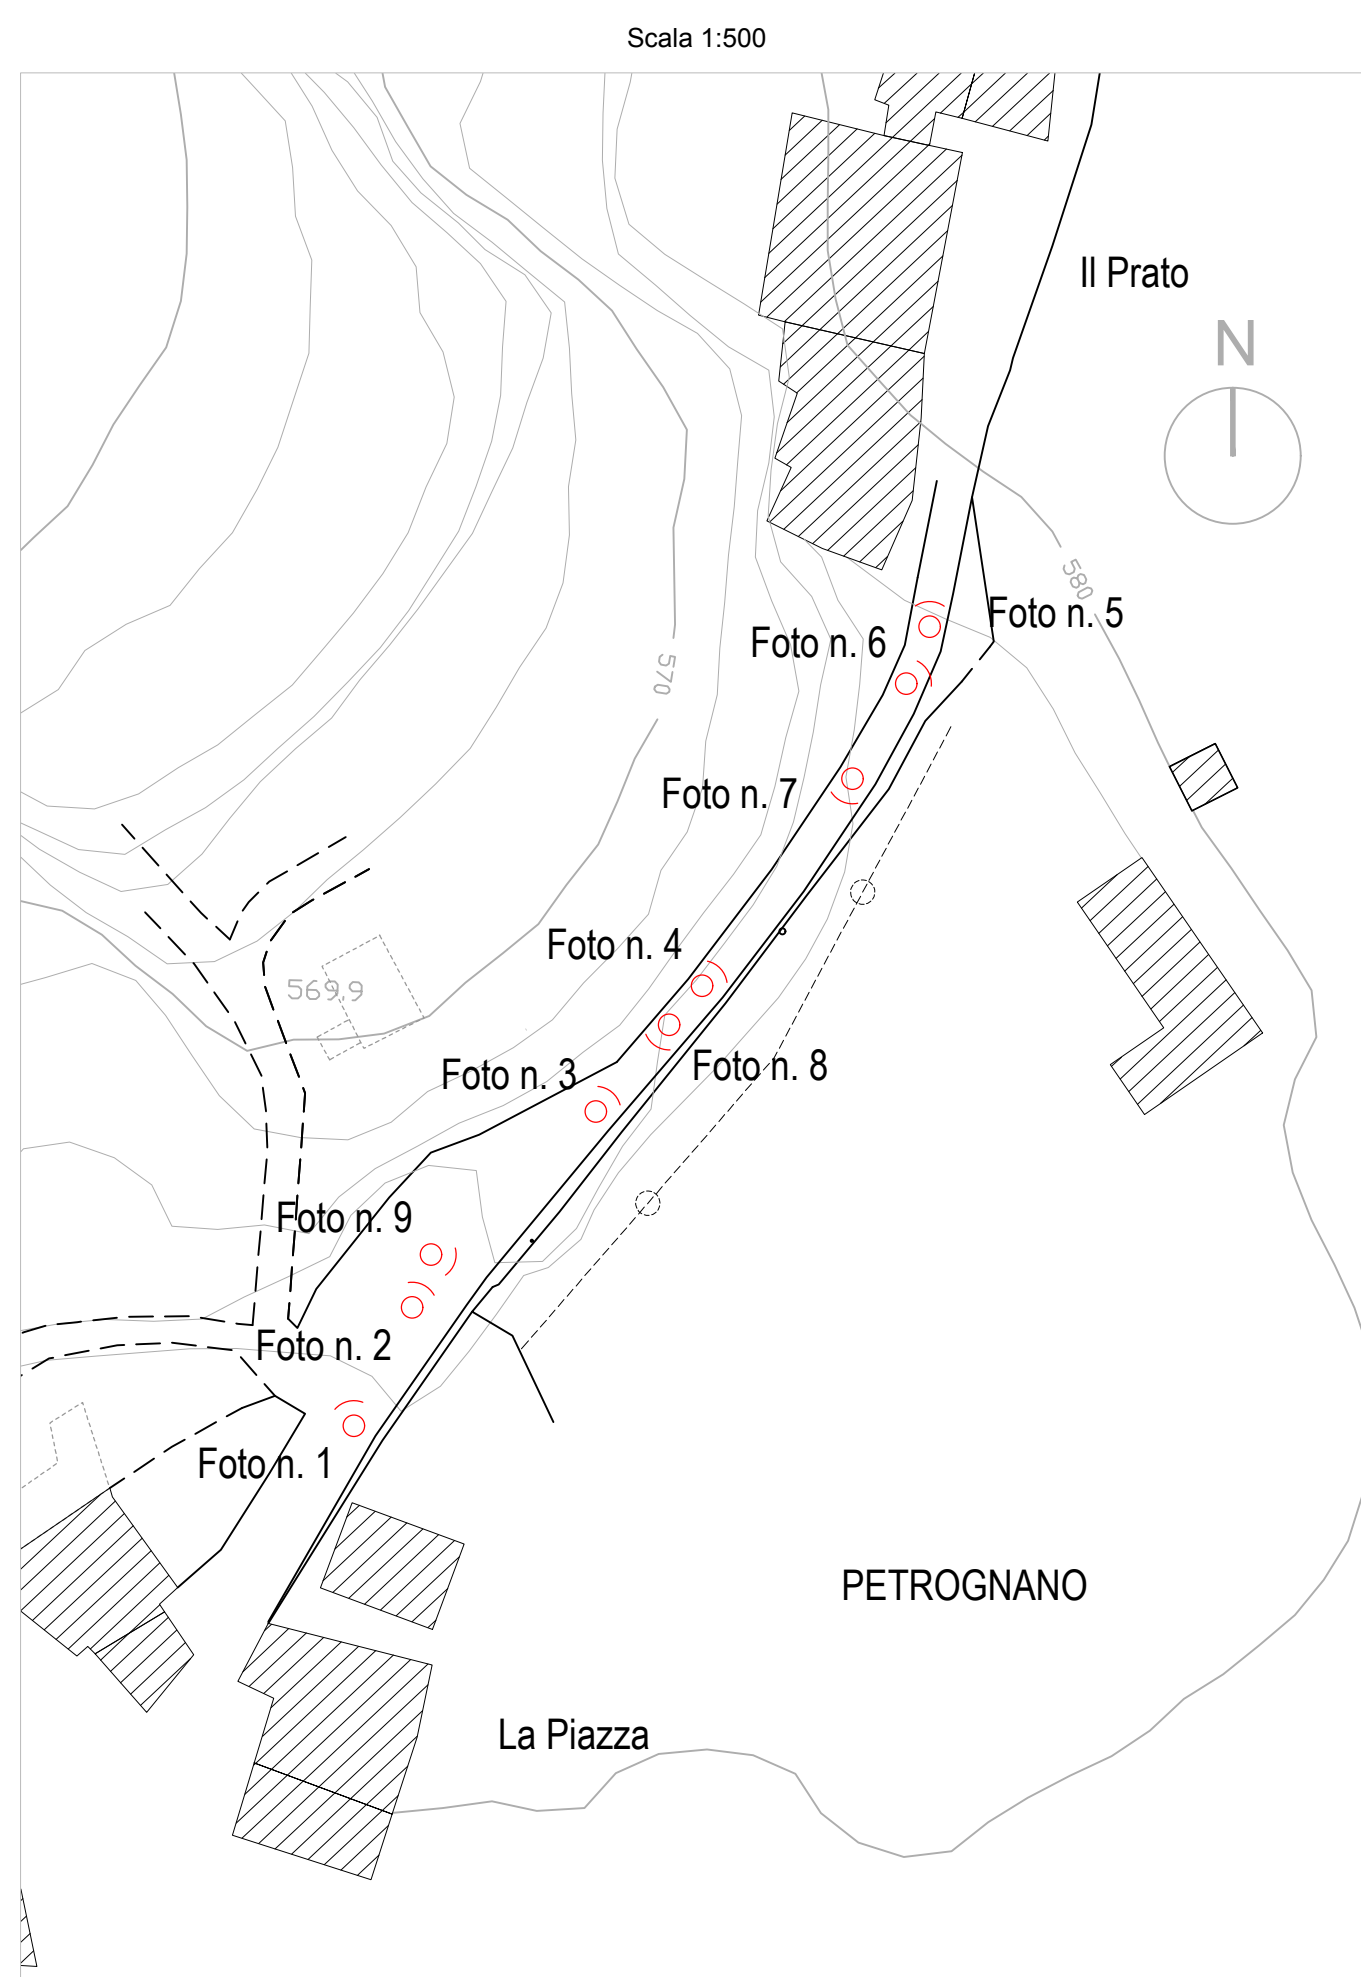 Scala 1:500
Il Prato
N
580
Foto n. 5
Foto n. 6
570
Foto n. 7
Foto n. 4
569,9
Foto n. 8
Foto n. 3
Foto n. 9
Foto n. 2
Foto n. 1
PETROGNANO
La Piazza